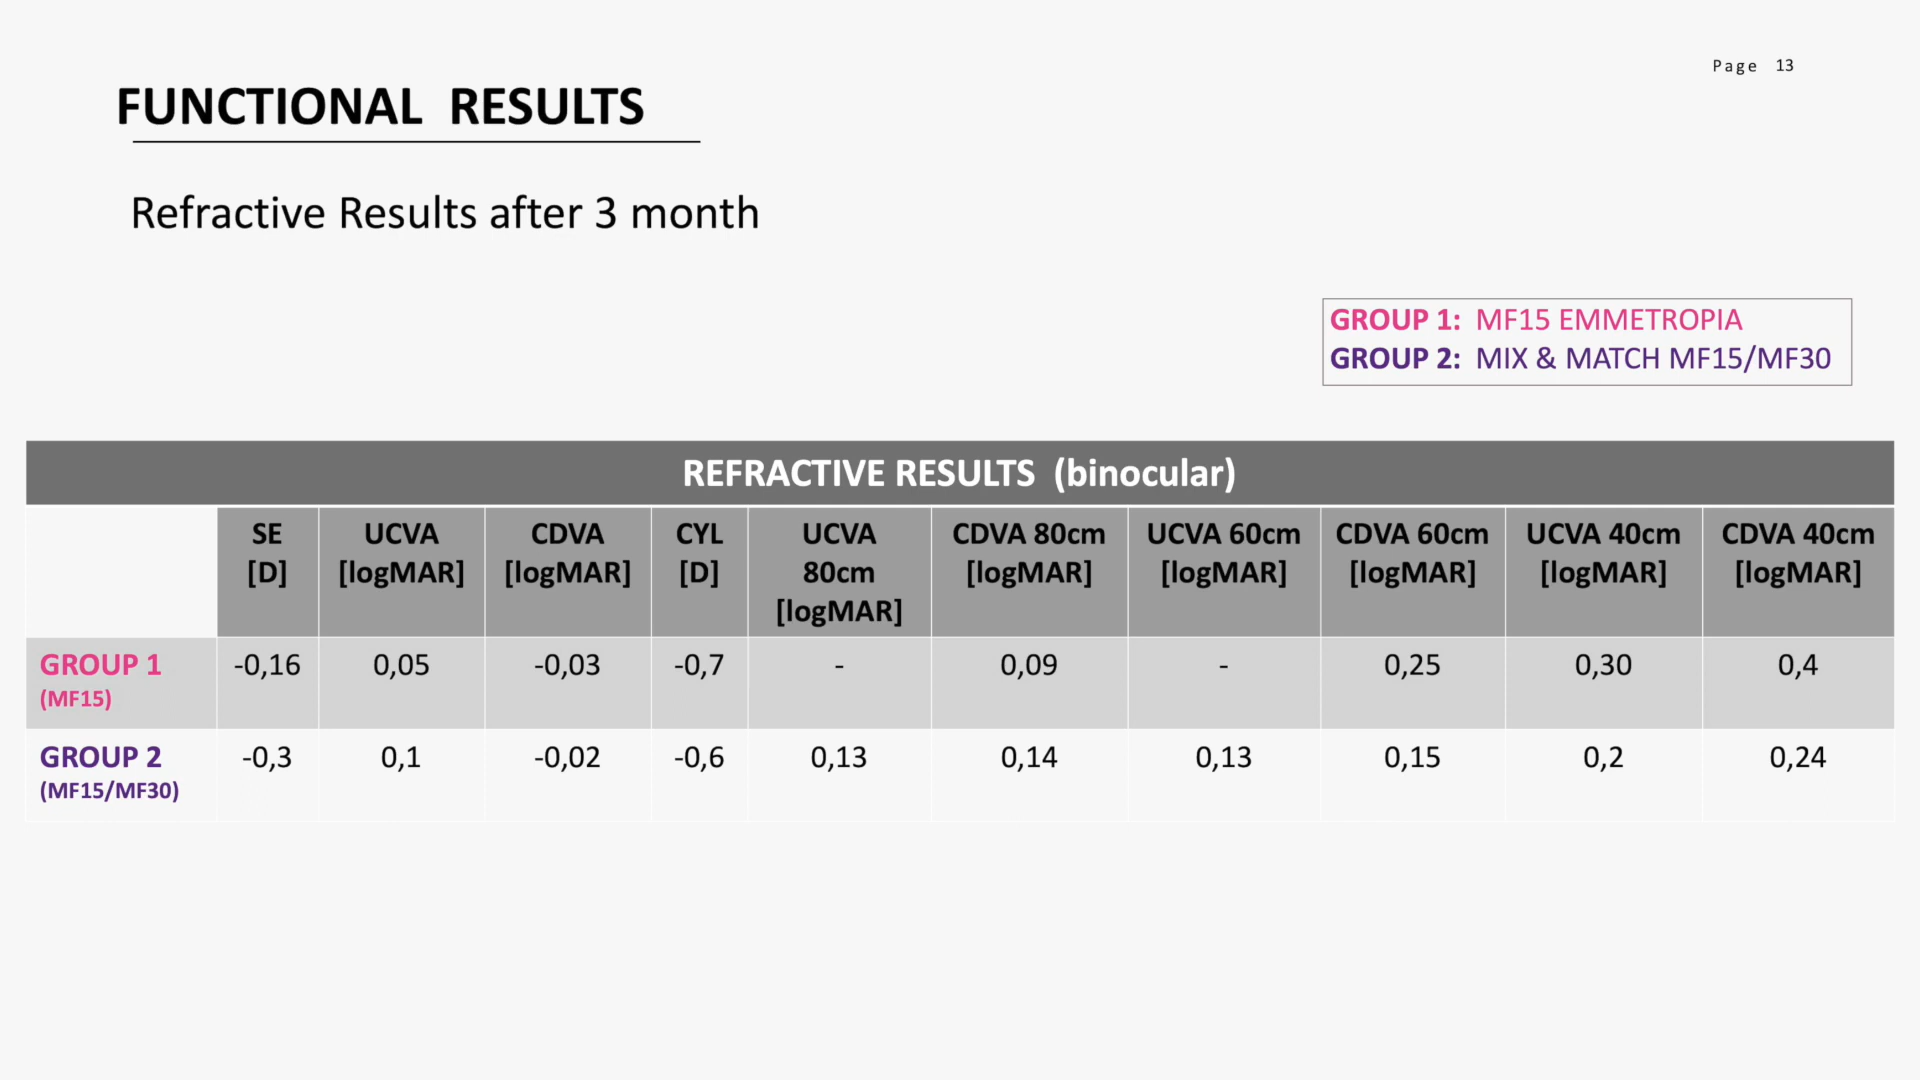 Page 13
FUNCTIONAL RESULTS
Refractive Results after 3 month
GROUP 1: MF15 EMMETROPIA
GROUP 2: MIX & MATCH MF15/MF30
REFRACTIVE RESULTS (binocular)
SE [D] UCVA [logMAR] CDVA [logMAR] CYL [D] UCVA 80cm [logMAR] CDVA 80cm [logMAR] UCVA 60cm [logMAR] CDVA 60cm [logMAR] UCVA 40cm [logMAR] CDVA 40cm [logMAR]
GROUP 1 (MF15) -0,16 0,05 -0,03 -0,7 - 0,09 - 0,25 0,30 0,4
GROUP 2 (MF15/MF30) -0,3 0,1 -0,02 -0,6 0,13 0,14 0,13 0,15 0,2 0,24